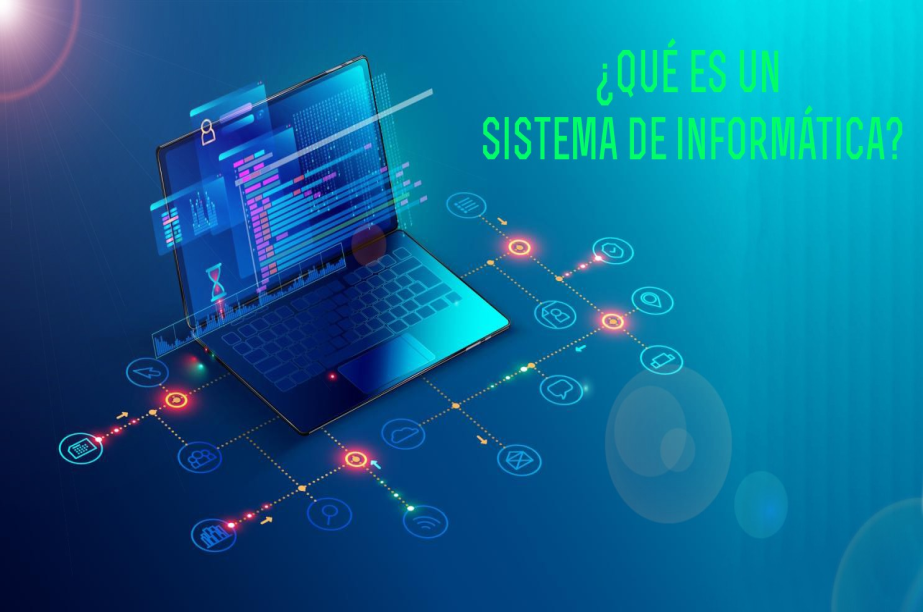 ¿QUÉ ES UN
SISTEMA DE INFORMÁTICA?